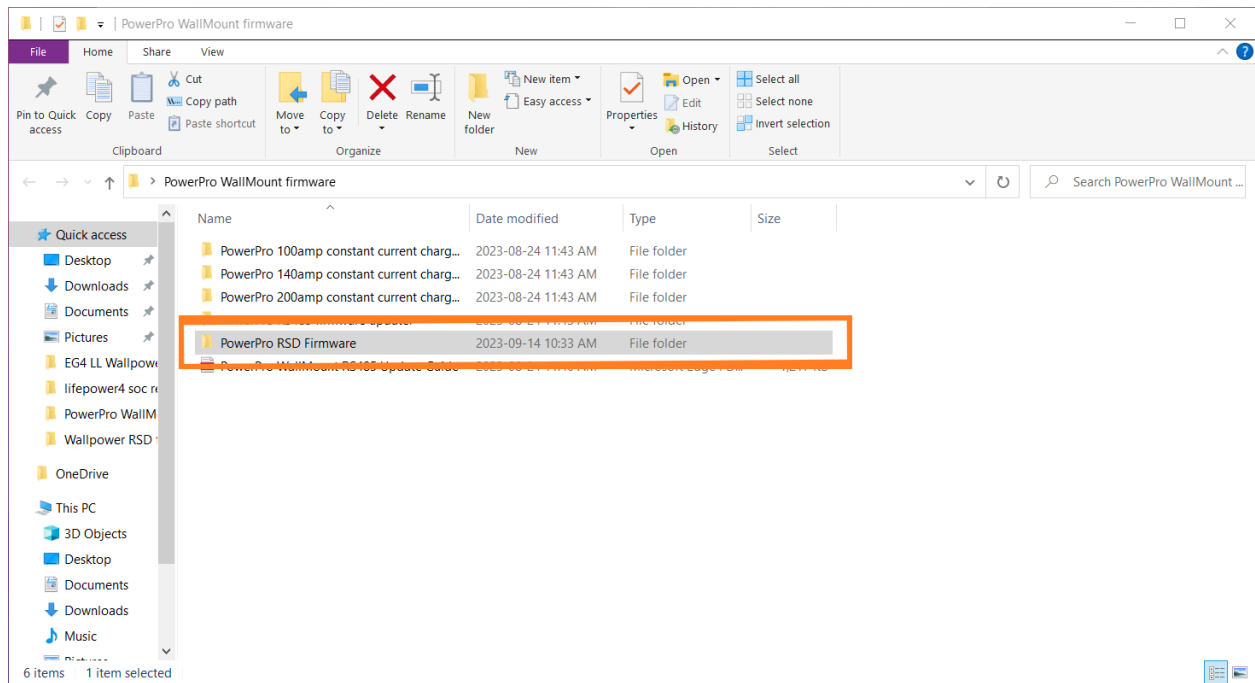 PowerPro WallMount firmware
File Home Share View
Pin to Quick access
Copy
Paste
Cut
Copy path
Paste shortcut
Clipboard
Move to
Copy to
Delete
Rename
Organize
New folder
New item
Easy access
New
Properties
Open
Edit
History
Open
Select all
Select none
Invert selection
Select
PowerPro WallMount firmware
Search PowerPro WallMount ...
Name Date modified Type Size
PowerPro 100amp constant current charg... 2023-08-24 11:43 AM File folder
PowerPro 140amp constant current charg... 2023-08-24 11:43 AM File folder
PowerPro 200amp constant current charg... 2023-08-24 11:43 AM File folder
PowerPro RSD Firmware 2023-09-14 10:33 AM File folder
PowerPro WallMount RS485 Update Guide
Quick access
Desktop
Downloads
Documents
Pictures
EG4 LL Wallpowe
lifepower4 soc re
PowerPro WallM
Wallpower RSD
OneDrive
This PC
3D Objects
Desktop
Documents
Downloads
Music
6 items 1 item selected